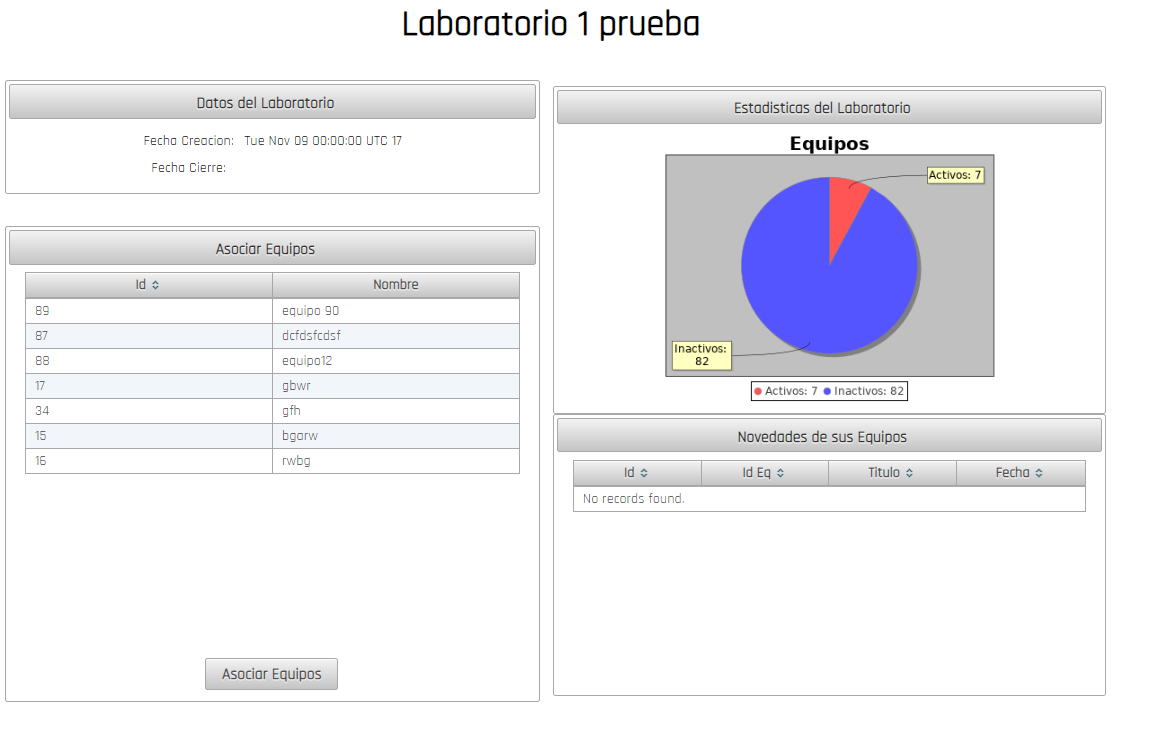 Laboratorio 1 prueba
Datos del Laboratorio
Fecha Creacion: Tue Nov 09 00:00:00 UTC 17
Fecha Cierre:
Asociar Equipos
Id Nombre
89 equipo 90
87 dcfdsfcdsf
88 equipo12
17 gbwr
34 gfh
15 bgarw
16 rwbg
Asociar Equipos
Estadisticas del Laboratorio
Equipos
Activos: 7
Inactivos:
82
Activos: 7 Inactivos: 82
Novedades de sus Equipos
Id Id Eq Titulo Fecha
No records found.